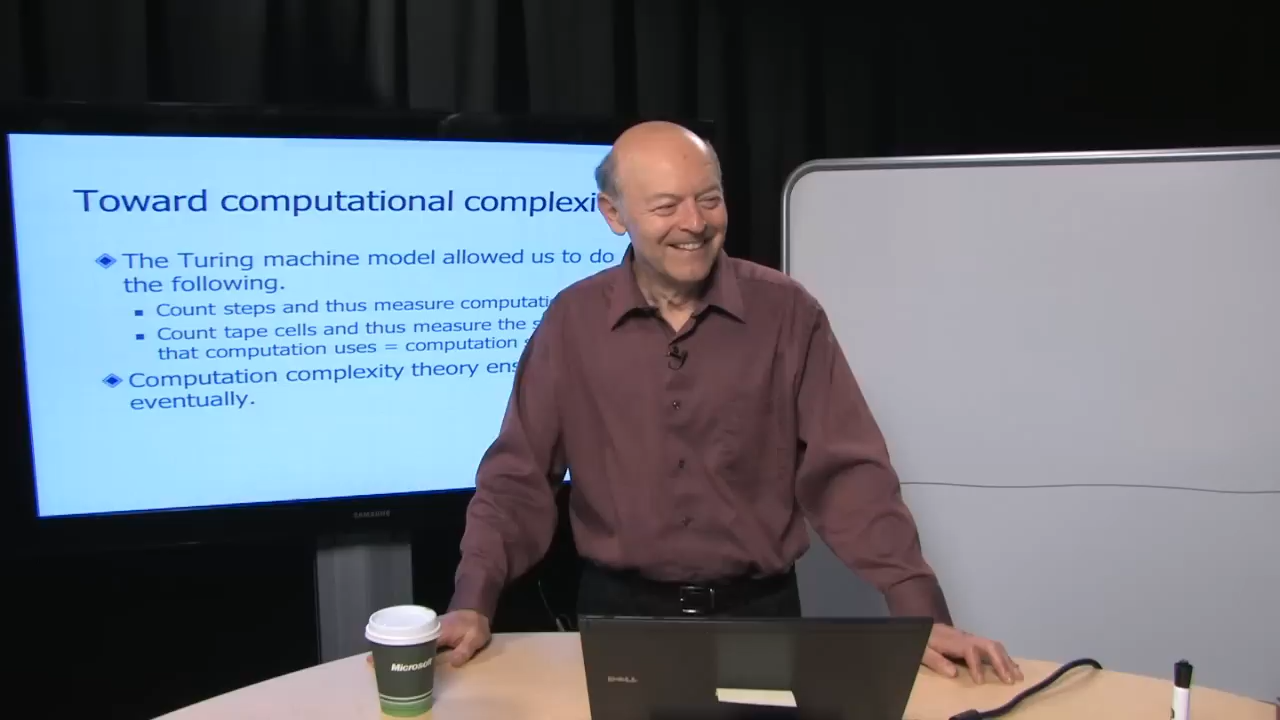 Toward computational complexi
The Turing machine model allowed us to do
the following.
Count steps and thus measure computati
Count tape cells and thus measure the s
that computation uses = computation
Computation complexity theory ens
eventually.
SAMSUNG
Microsoft
DELL